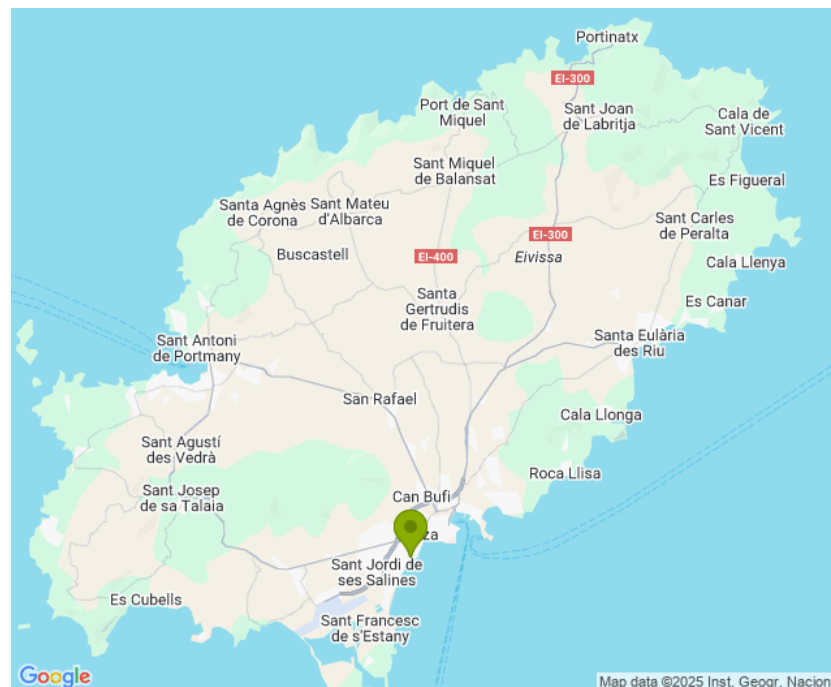 Portinatx
EI-300
Port de Sant
Miquel
Sant Joan
de Labritja
Cala de
Sant Vicent
Sant Miquel
de Balansat
Es Figueral
Santa Agnès
de Corona
Sant Mateu
d'Albarca
Sant Carles
de Peralta
EI-300
Buscastell
EI-400
Eivissa
Cala Llenya
Santa
Gertrudis
de Fruitera
Es Canar
Sant Antoni
de Portmany
Santa Eulària
des Riu
San Rafael
Cala Llonga
Sant Agustí
des Vedrà
Roca Llisa
Sant Josep
de sa Talaia
Can Bufi
za
Sant Jordi de
ses Salines
Es Cubells
Sant Francesc
de s'Estany
Google
Map data ©2025 Inst. Geogr. Nacion